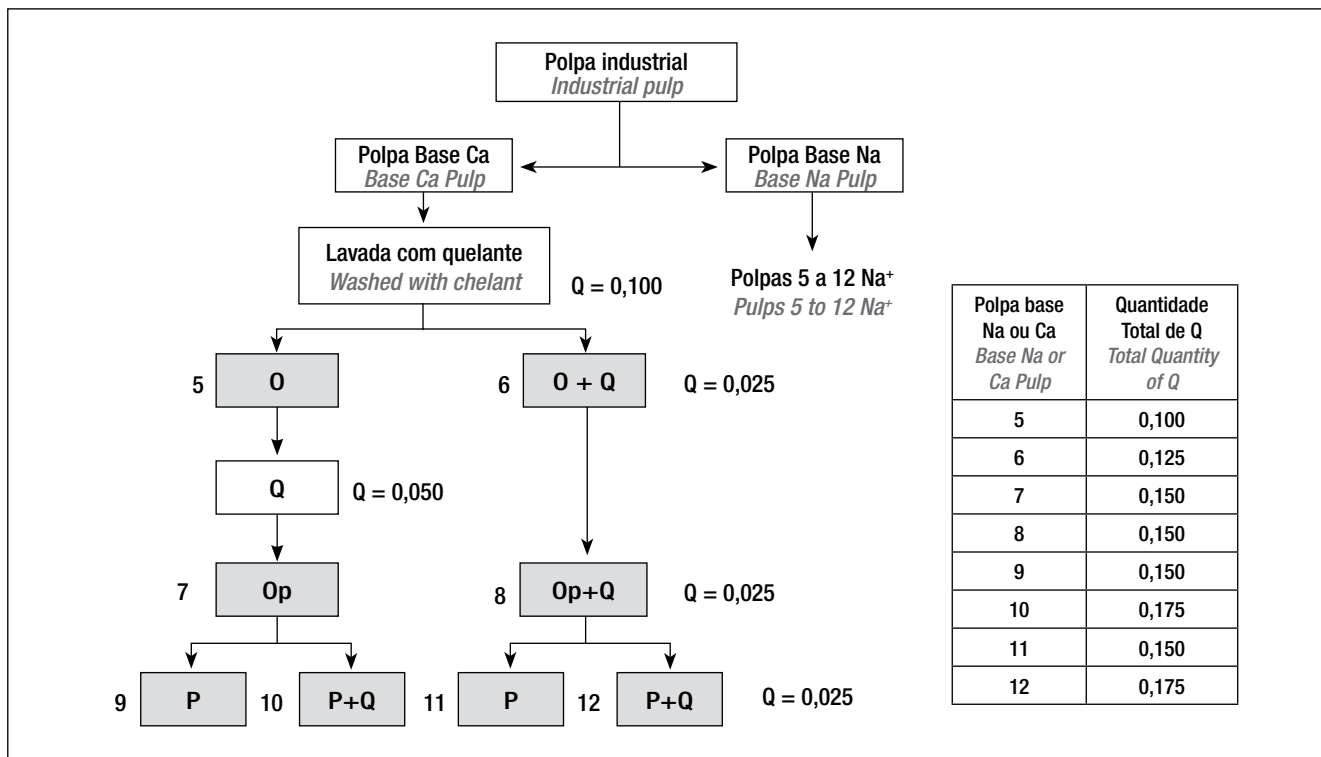 Polpa industrial
Industrial pulp
Polpa Base Ca
Base Ca Pulp
Polpa Base Na
Base Na Pulp
Lavada com quelante
Washed with chelant
Q = 0,100
Polpas 5 a 12 Na⁺
Pulps 5 to 12 Na⁺
5
O
6
O + Q
Q = 0,025
Q
Q = 0,050
7
Op
8
Op+Q
Q = 0,025
9
P
10
P+Q
11
P
12
P+Q
Q = 0,025
Polpa base
Na ou Ca
Base Na or
Ca Pulp
Quantidade
Total de Q
Total Quantity
of Q
5 0,100
6 0,125
7 0,150
8 0,150
9 0,150
10 0,175
11 0,150
12 0,175